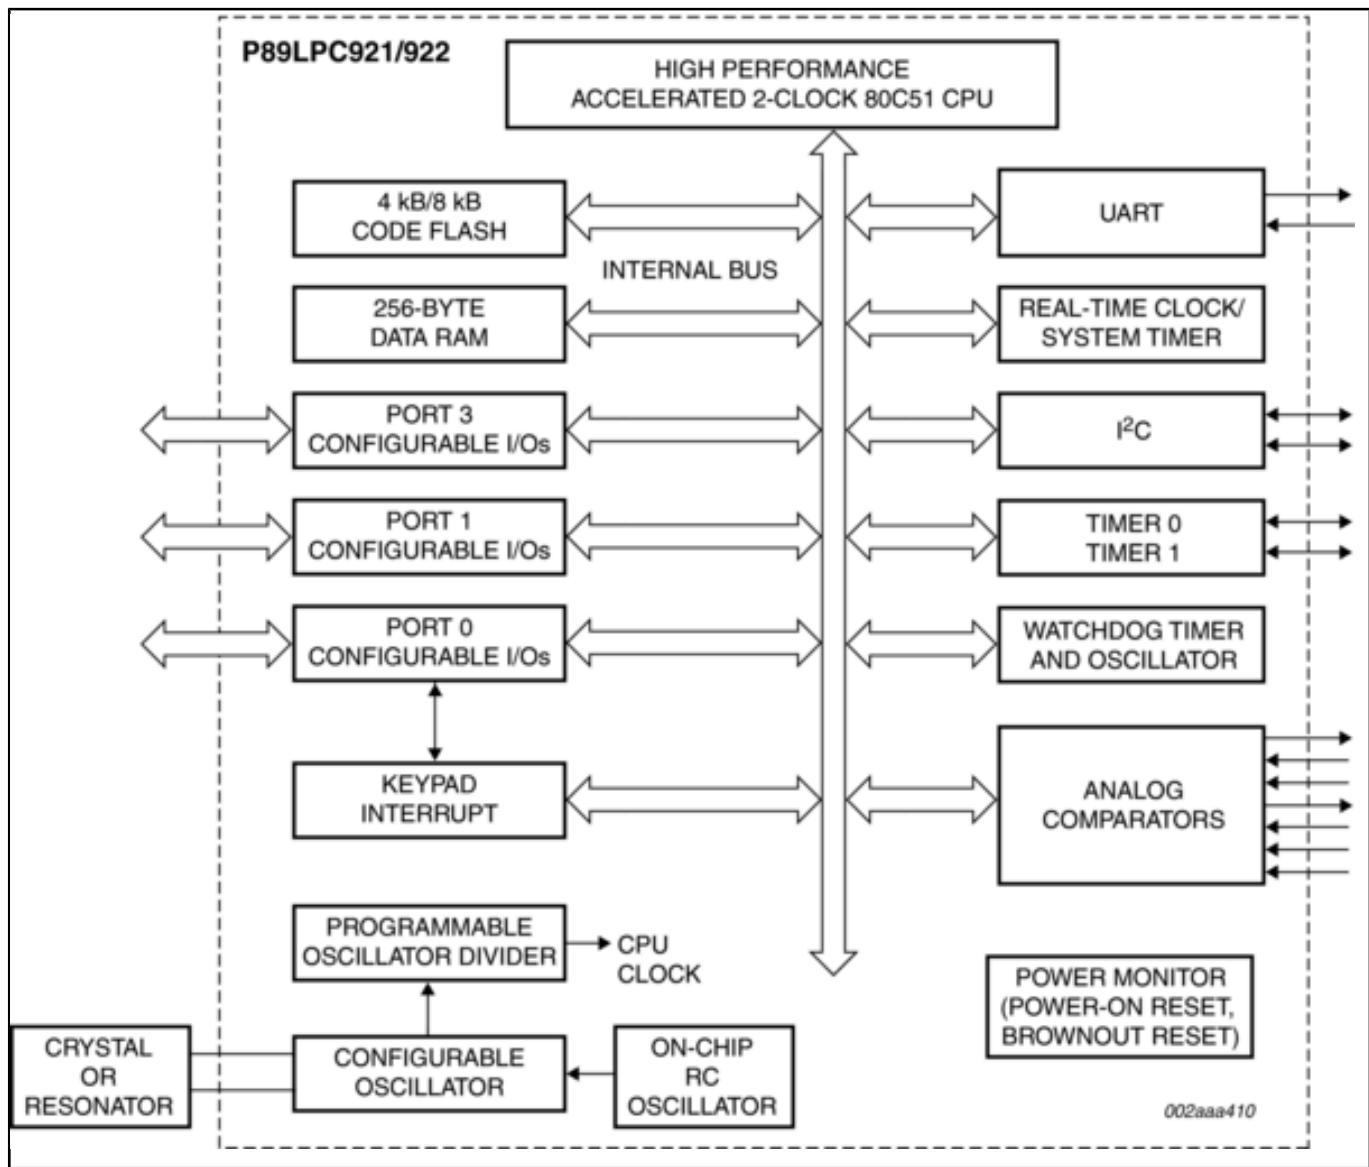 P89LPC921/922
HIGH PERFORMANCE
ACCELERATED 2-CLOCK 80C51 CPU
4 kB/8 kB
CODE FLASH
UART
INTERNAL BUS
256-BYTE
DATA RAM
REAL-TIME CLOCK/
SYSTEM TIMER
PORT 3
CONFIGURABLE I/Os
I²C
PORT 1
CONFIGURABLE I/Os
TIMER 0
TIMER 1
PORT 0
CONFIGURABLE I/Os
WATCHDOG TIMER
AND OSCILLATOR
KEYPAD
INTERRUPT
ANALOG
COMPARATORS
PROGRAMMABLE
OSCILLATOR DIVIDER
CPU
CLOCK
POWER MONITOR
(POWER-ON RESET,
BROWNOUT RESET)
CRYSTAL
OR
RESONATOR
CONFIGURABLE
OSCILLATOR
ON-CHIP
RC
OSCILLATOR
002aaa410